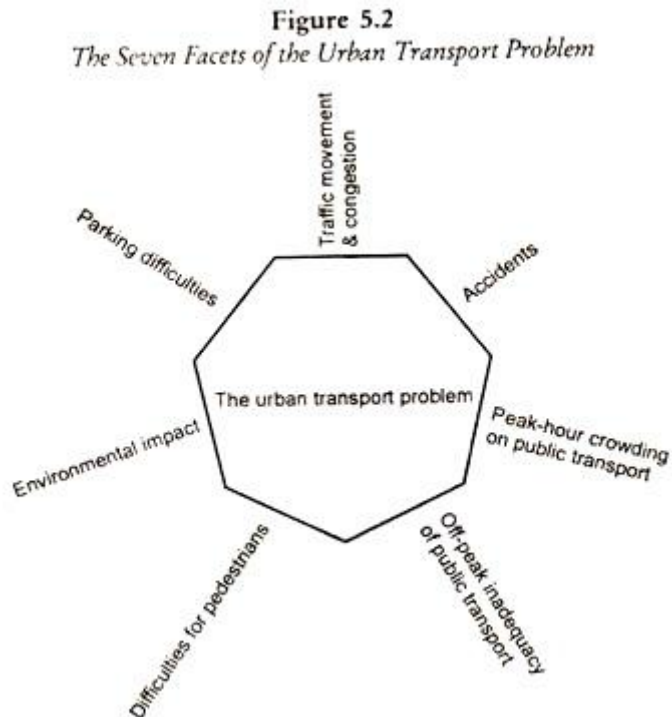 Figure 5.2
The Seven Facets of the Urban Transport Problem
Traffic movement
& congestion
Accidents
Peak-hour crowding
on public transport
Off-peak inadequacy
of public transport
Difficulties for pedestrians
Environmental impact
Parking difficulties
The urban transport problem